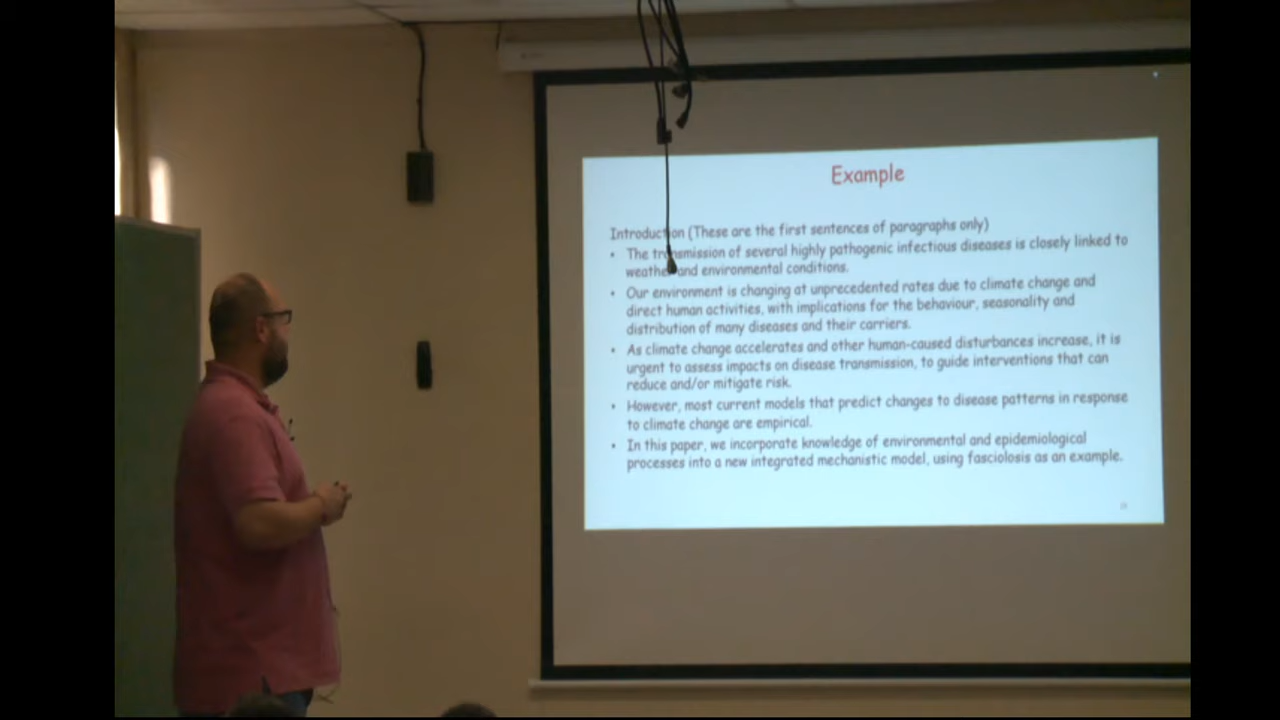 Example
Introduction (These are the first sentences of paragraphs only)
• The transmission of several highly pathogenic infectious diseases is closely linked to
weather and environmental conditions.
• Our environment is changing at unprecedented rates due to climate change and
direct human activities, with implications for the behaviour, seasonality and
distribution of many diseases and their carriers.
• As climate change accelerates and other human-caused disturbances increase, it is
urgent to assess impacts on disease transmission, to guide interventions that can
reduce and/or mitigate risk.
• However, most current models that predict changes to disease patterns in response
to climate change are empirical.
• In this paper, we incorporate knowledge of environmental and epidemiological
processes into a new integrated mechanistic model, using fasciolosis as an example.